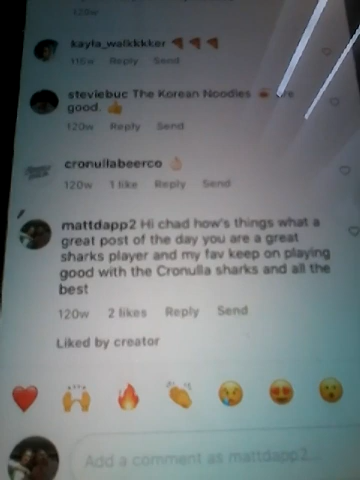 120w
kayla_walkkkker 🍕🍕🍕
110w Reply Send
steviebuc The Korean Noodles 🍜 are
good. 👍
120w Reply Send
cronullabeerco 👌🏻
120w 1 like Reply Send
mattdapp2 Hi chad how's things what a
great post of the day you are a great
sharks player and my fav keep on playing
good with the Cronulla sharks and all the
best
120w 2 likes Reply Send
Liked by creator
❤️ 🙌 🔥 👏 😢 😍 😮
Add a comment as mattdapp2...